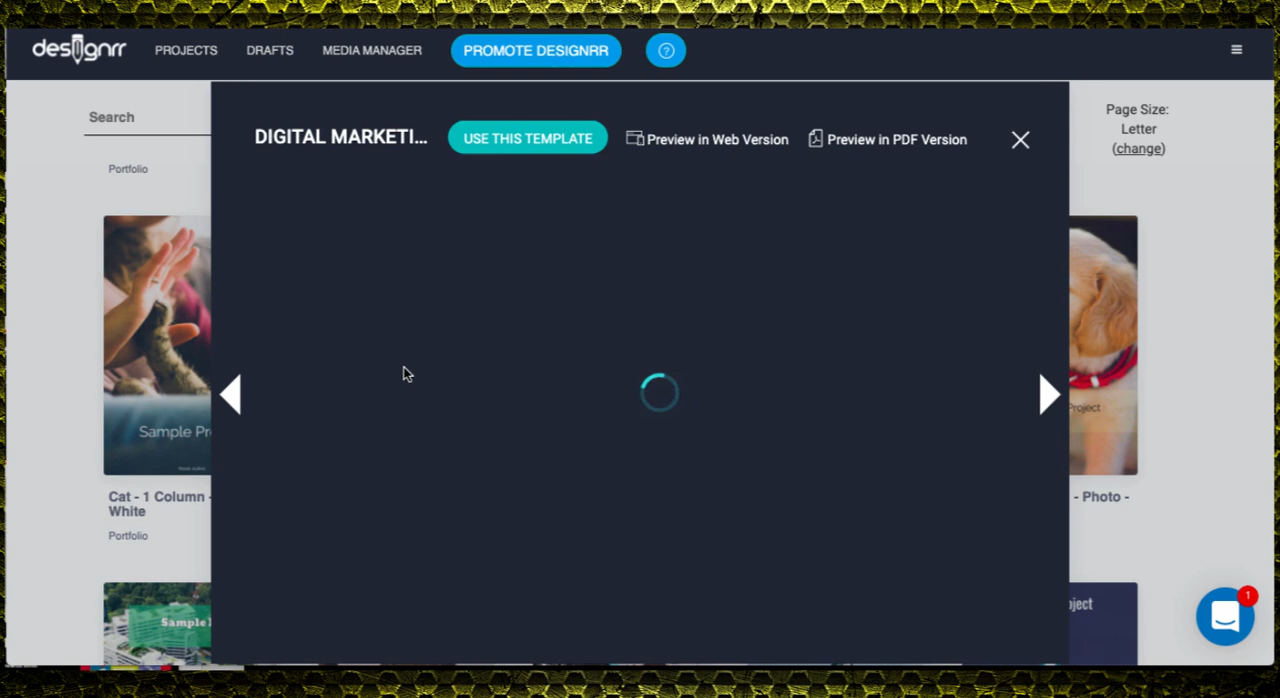 designrr
PROJECTS
DRAFTS
MEDIA MANAGER
PROMOTE DESIGNRR
?
Search
Page Size:
Letter
(change)
DIGITAL MARKETI...
USE THIS TEMPLATE
Preview in Web Version
Preview in PDF Version
Portfolio
Sample Pr
Project
Cat - 1 Column -
White
- Photo -
Portfolio
Sample
oject
1